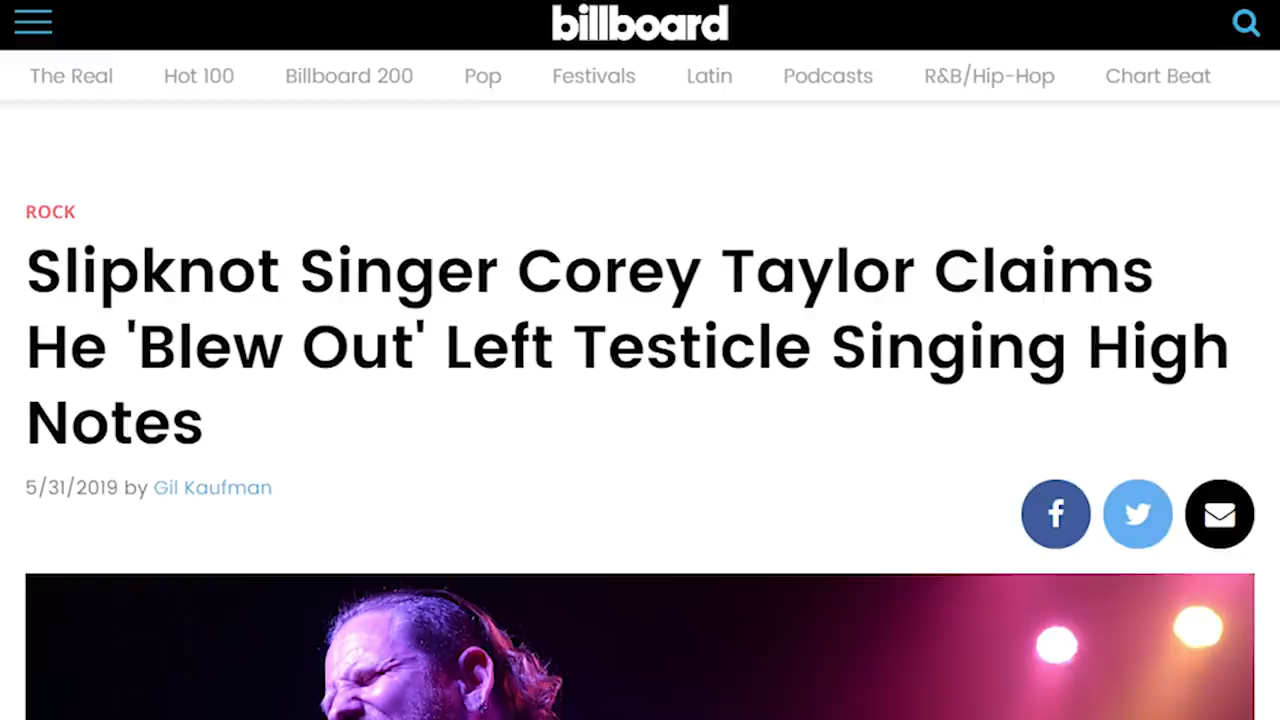 billboard
The Real Hot 100 Billboard 200 Pop Festivals Latin Podcasts R&B/Hip-Hop Chart Beat
ROCK
Slipknot Singer Corey Taylor Claims
He 'Blew Out' Left Testicle Singing High
Notes
5/31/2019 by Gil Kaufman